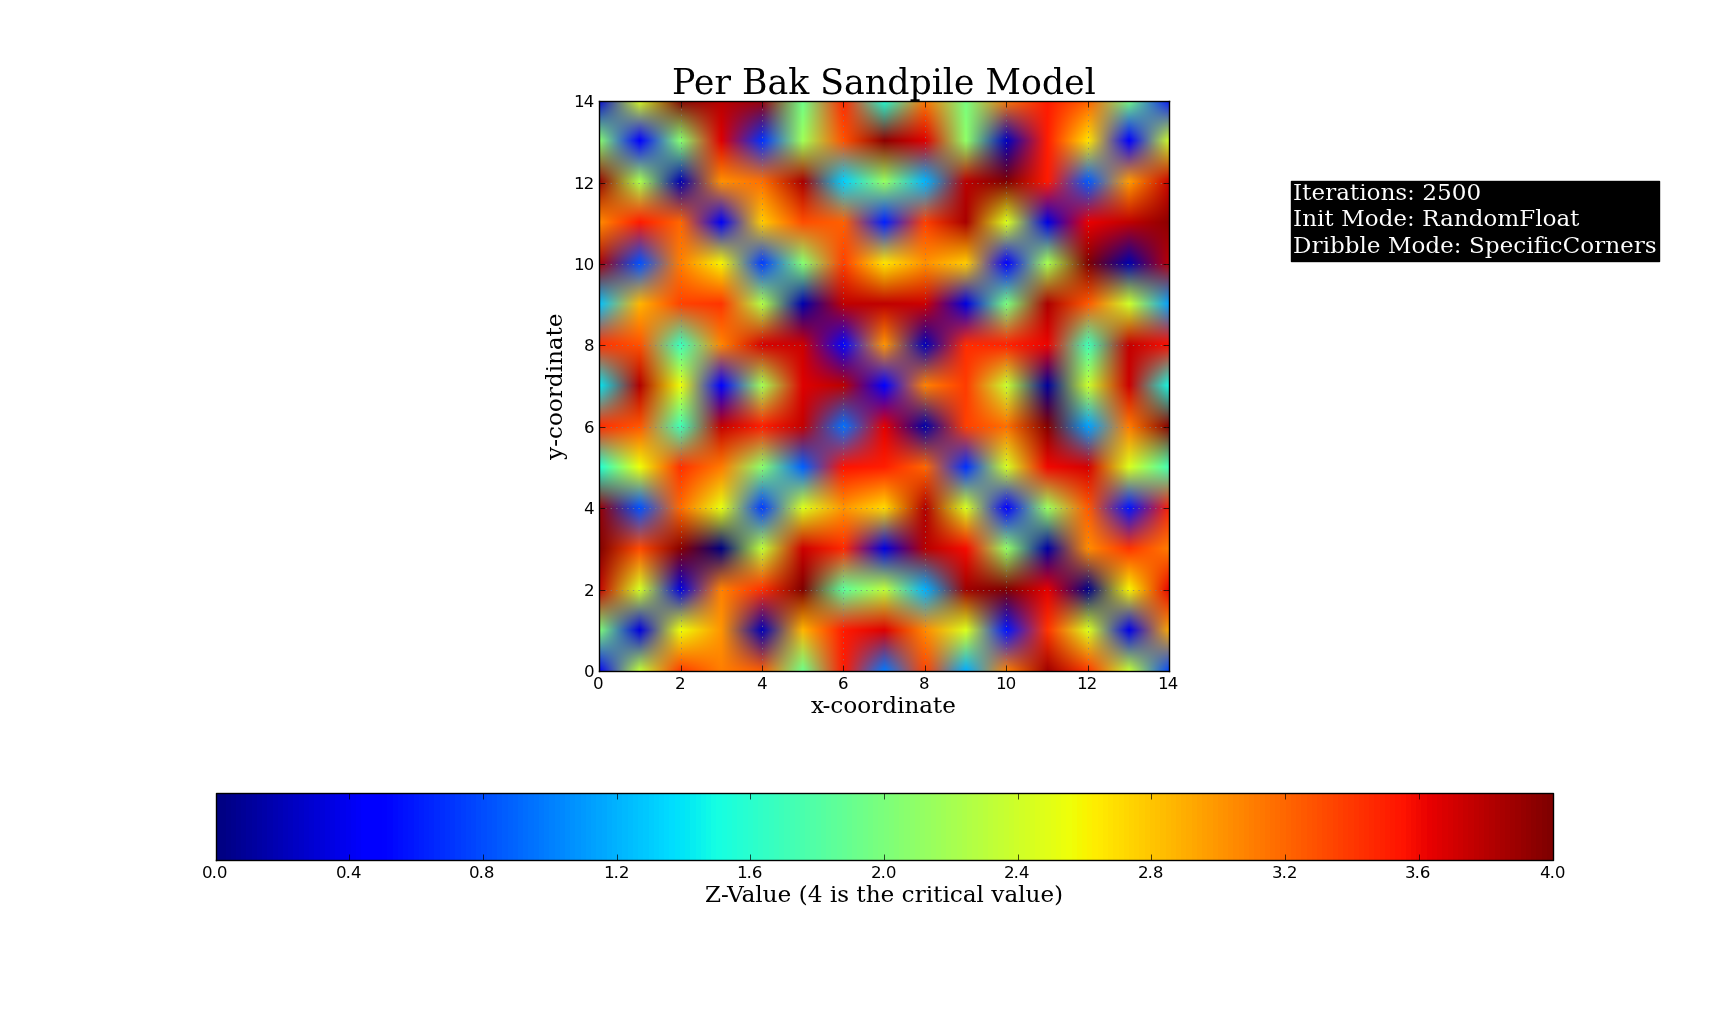 Per Bak Sandpile Model
14
12
10
8
6
4
2
0
y-coordinate
0 2 4 6 8 10 12 14
x-coordinate
Iterations: 2500
Init Mode: RandomFloat
Dribble Mode: SpecificCorners
0.0 0.4 0.8 1.2 1.6 2.0 2.4 2.8 3.2 3.6 4.0
Z-Value (4 is the critical value)